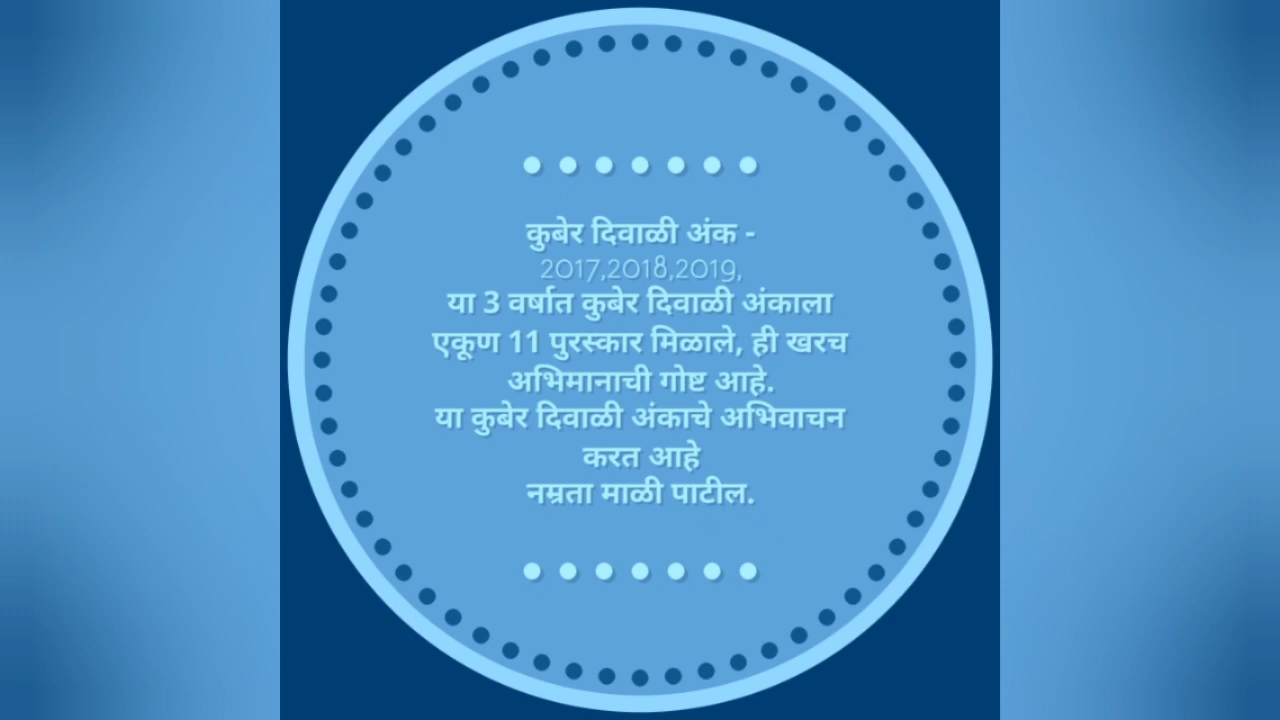 कुबेर दिवाळी अंक -
2017,2018,2019,
या 3 वर्षात कुबेर दिवाळी अंकाला
एकूण 11 पुरस्कार मिळाले, ही खरच
अभिमानाची गोष्ट आहे.
या कुबेर दिवाळी अंकाचे अभिवाचन
करत आहे
नम्रता माळी पाटील.